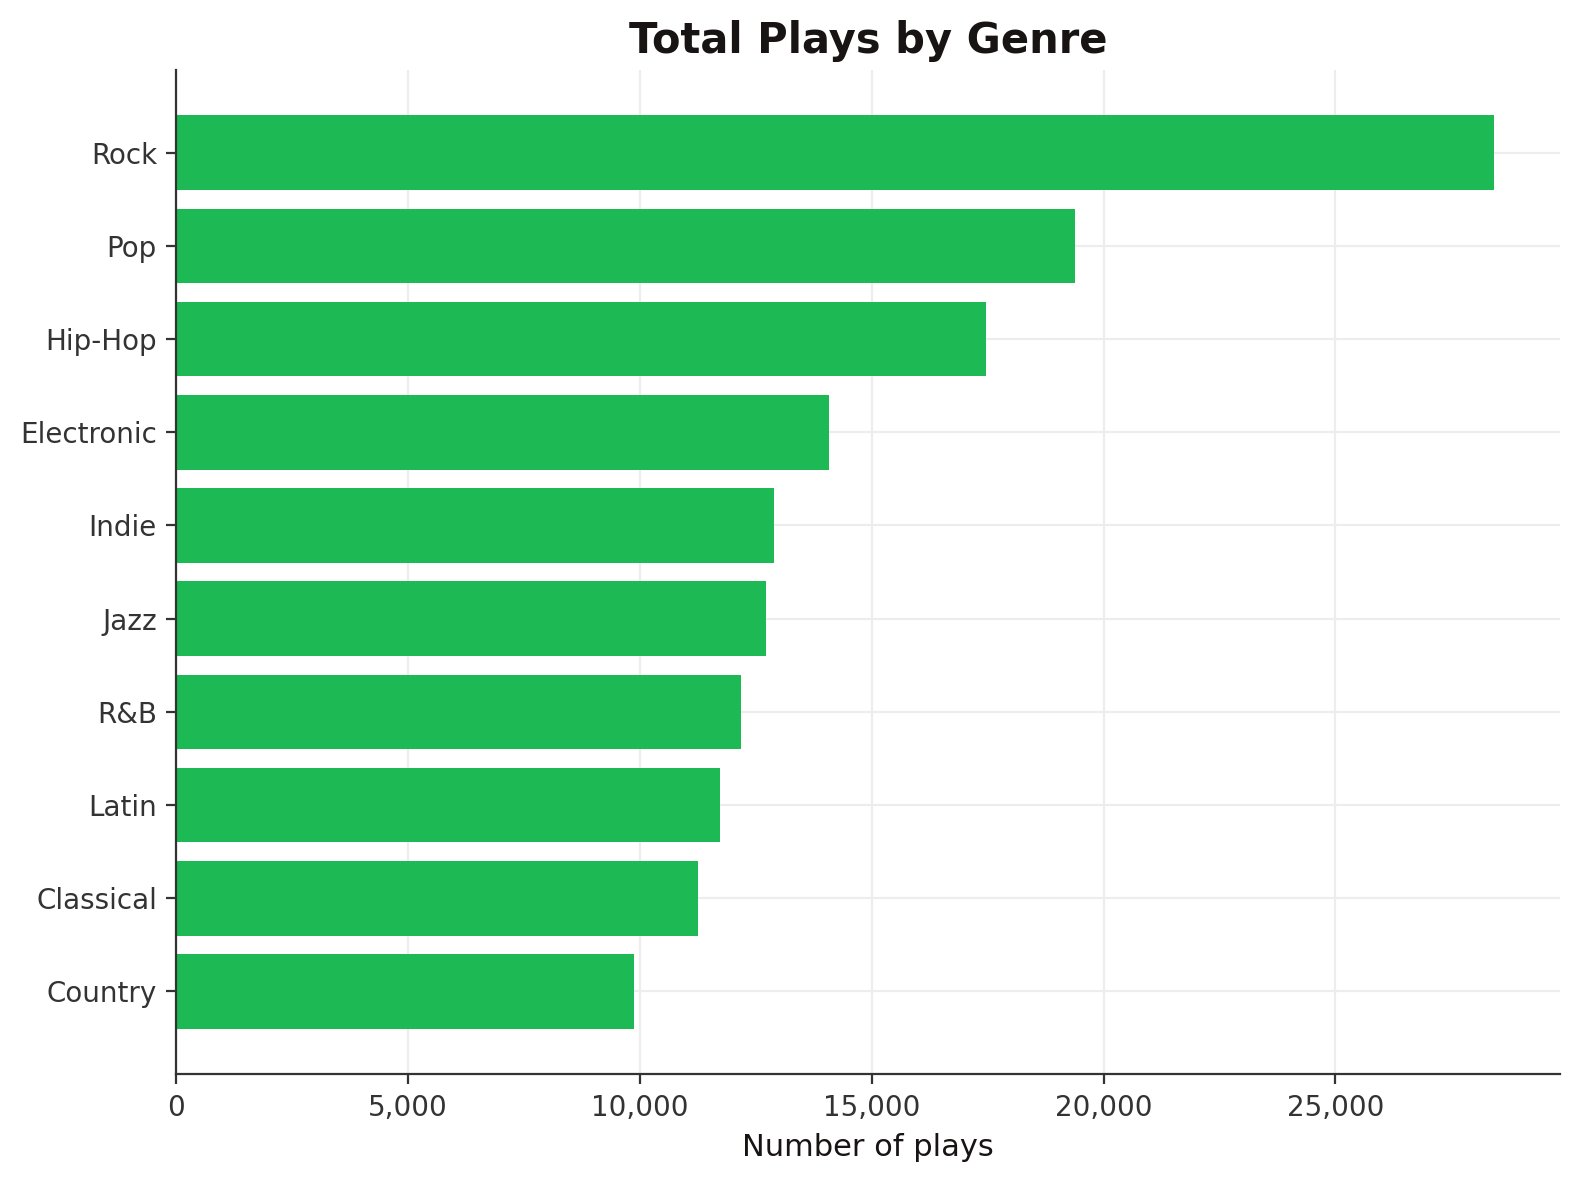 Total Plays by Genre
Rock
Pop
Hip-Hop
Electronic
Indie
Jazz
R&B
Latin
Classical
Country
0 5,000 10,000 15,000 20,000 25,000
Number of plays